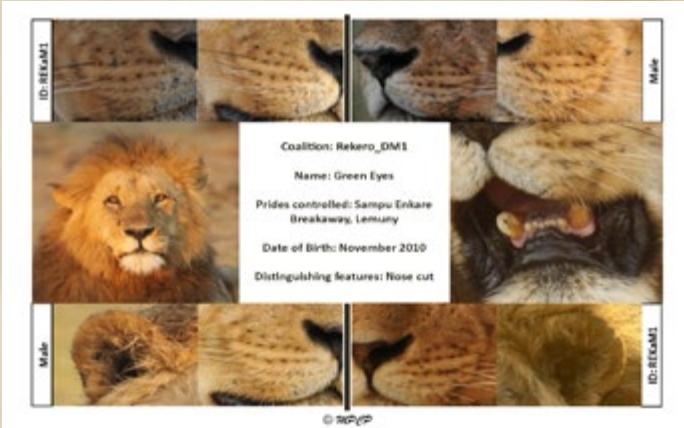 ID: REKaM1
Male
Coalition: Rekero_DM1
Name: Green Eyes
Prides controlled: Sampu Enkare
Breakaway, Lemuny
Date of Birth: November 2010
Distinguishing features: Nose cut
Male
ID: REKaM1
© MPCP